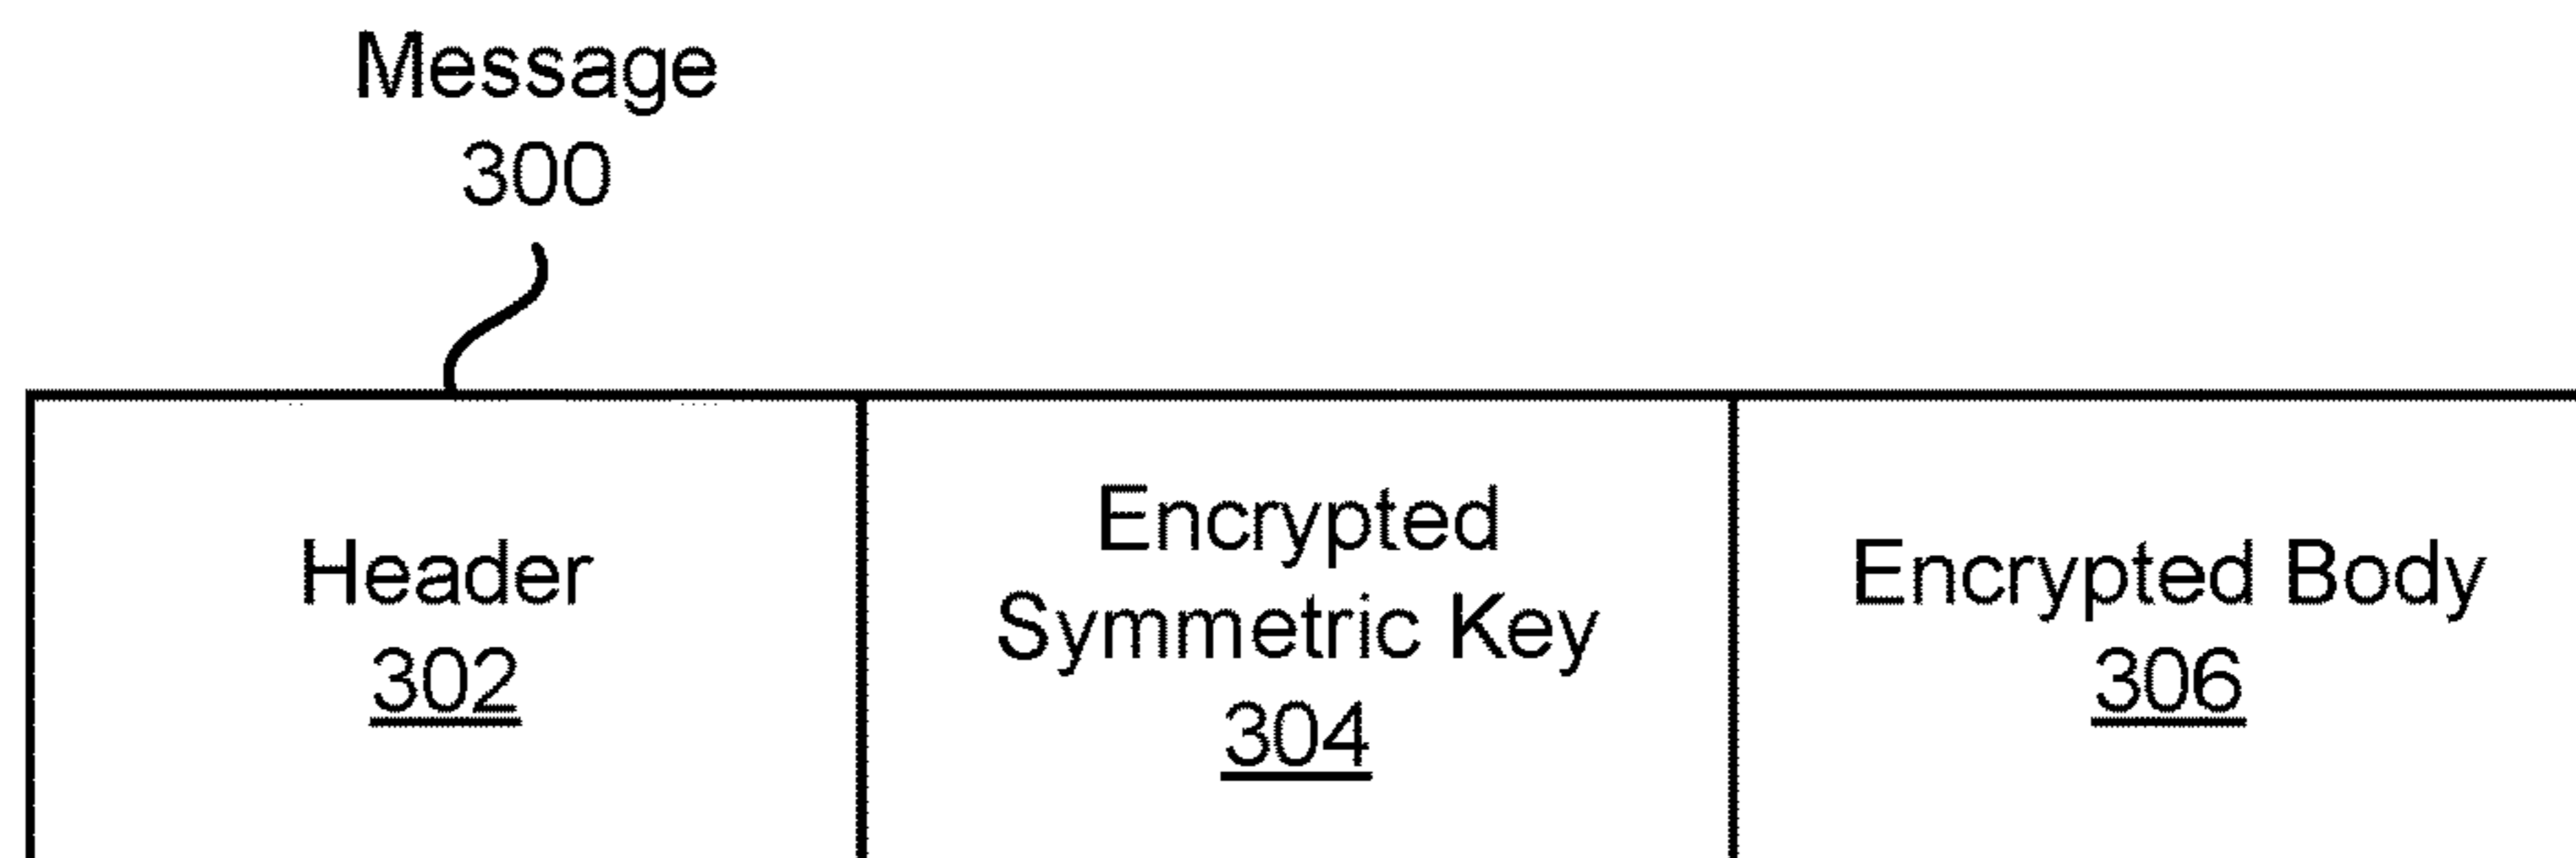 Message
300
Header
302
Encrypted
Symmetric Key
304
Encrypted Body
306